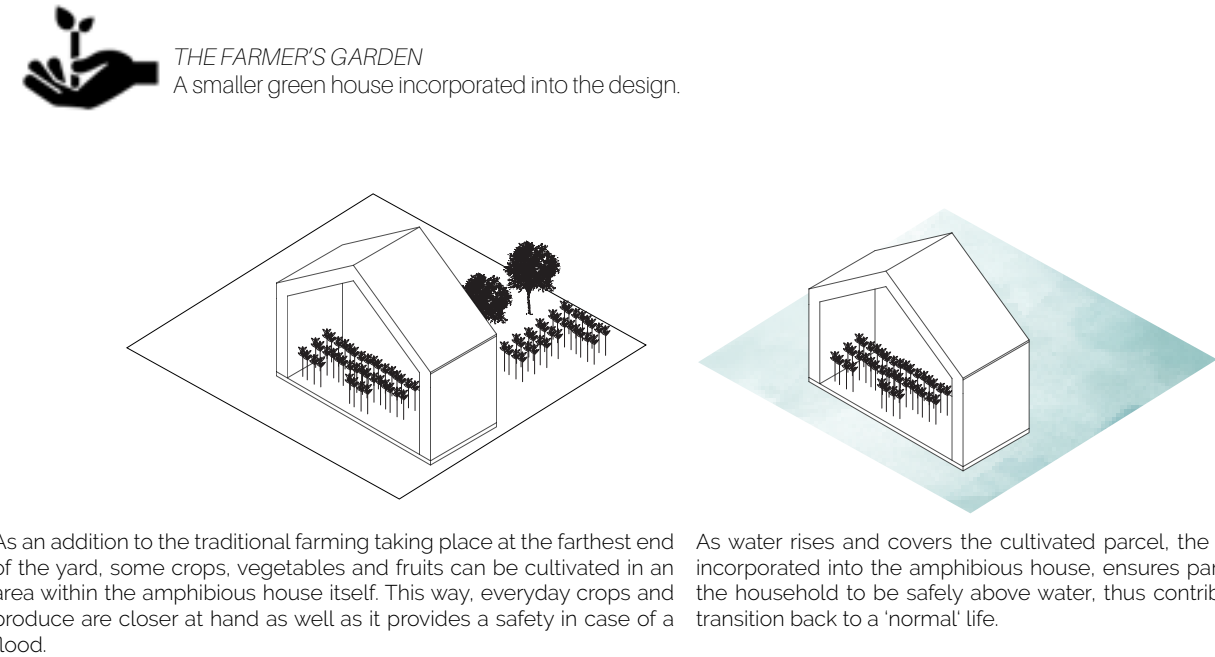 THE FARMER'S GARDEN
A smaller green house incorporated into the design.
As an addition to the traditional farming taking place at the farthest end
of the yard, some crops, vegetables and fruits can be cultivated in an
area within the amphibious house itself. This way, everyday crops and
produce are closer at hand as well as it provides a safety in case of a
flood.
As water rises and covers the cultivated parcel, the
incorporated into the amphibious house, ensures
the household to be safely above water, thus
transition back to a 'normal' life.